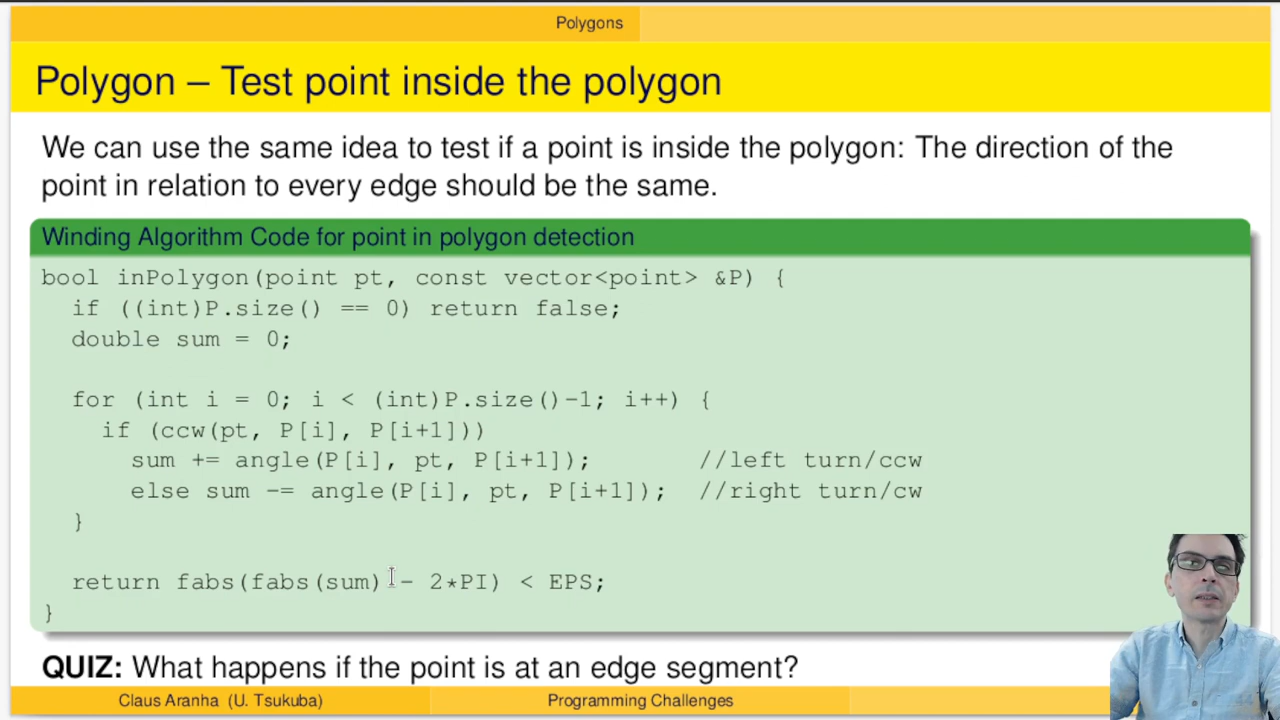 Polygons
Polygon – Test point inside the polygon
We can use the same idea to test if a point is inside the polygon: The direction of the
point in relation to every edge should be the same.
Winding Algorithm Code for point in polygon detection
bool inPolygon(point pt, const vector<point> &P) {
  if ((int)P.size() == 0) return false;
  double sum = 0;
  for (int i = 0; i < (int)P.size()-1; i++) {
    if (ccw(pt, P[i], P[i+1]))
      sum += angle(P[i], pt, P[i+1]);       //left turn/ccw
      else sum -= angle(P[i], pt, P[i+1]);  //right turn/cw
  }
  return fabs(fabs(sum) - 2*PI) < EPS;
}
QUIZ: What happens if the point is at an edge segment?
Claus Aranha (U. Tsukuba) Programming Challenges